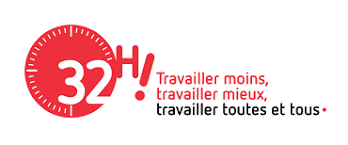 32H!
Travailler moins,
travailler mieux,
travailler toutes et tous•